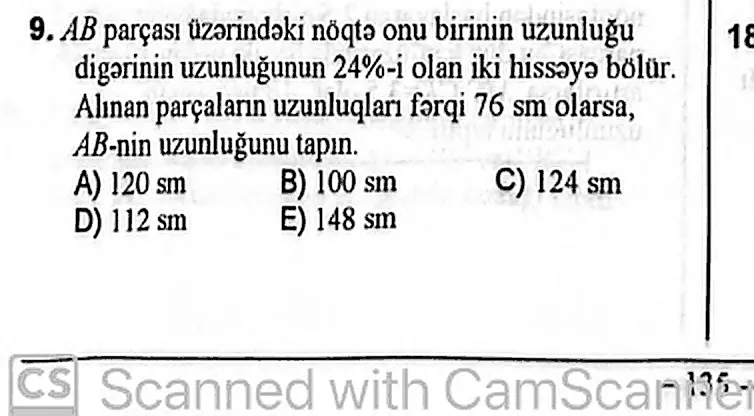 9. AB parçası üzərindəki nöqtə onu birinin uzunluğu
digərinin uzunluğunun 24%-i olan iki hissəyə bölür.
Alınan parçaların uzunluqları fərqi 76 sm olarsa,
AB-nin uzunluğunu tapın.
A) 120 sm B) 100 sm C) 124 sm
D) 112 sm E) 148 sm
18
- 135 -
CS Scanned with CamScanner